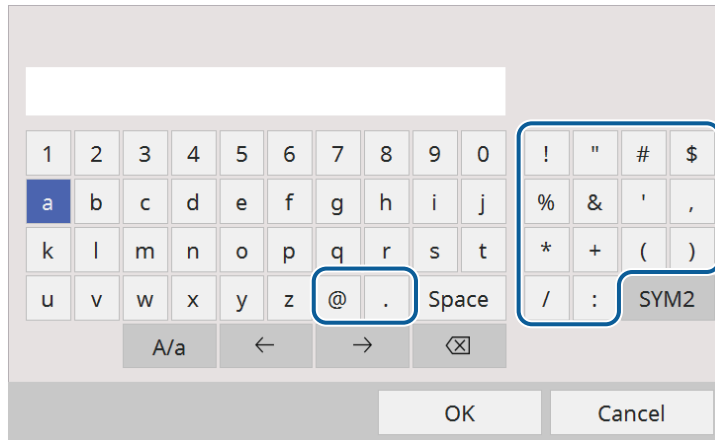 1 2 3 4 5 6 7 8 9 0 ! " # $
a b c d e f g h i j % & ' ,
k l m n o p q r s t * + ( )
u v w x y z @ . Space / : SYM2
A/a ← → ⌫
OK Cancel